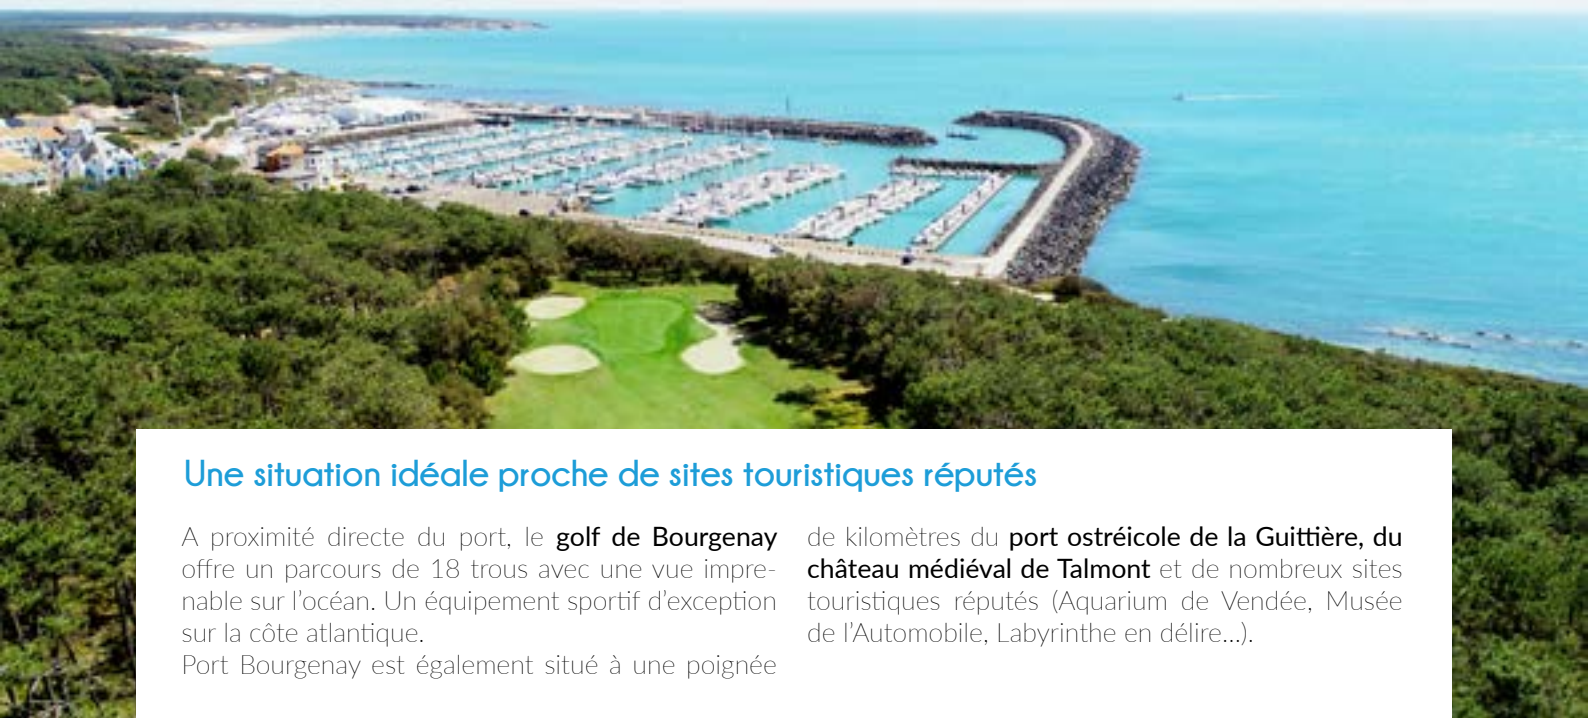 Une situation idéale proche de sites touristiques réputés
A proximité directe du port, le golf de Bourgenay
offre un parcours de 18 trous avec une vue impre-
nable sur l'océan. Un équipement sportif d'exception
sur la côte atlantique.
Port Bourgenay est également situé à une poignée
de kilomètres du port ostréicole de la Guittière, du
château médiéval de Talmont et de nombreux sites
touristiques réputés (Aquarium de Vendée, Musée
de l'Automobile, Labyrinthe en délire...).